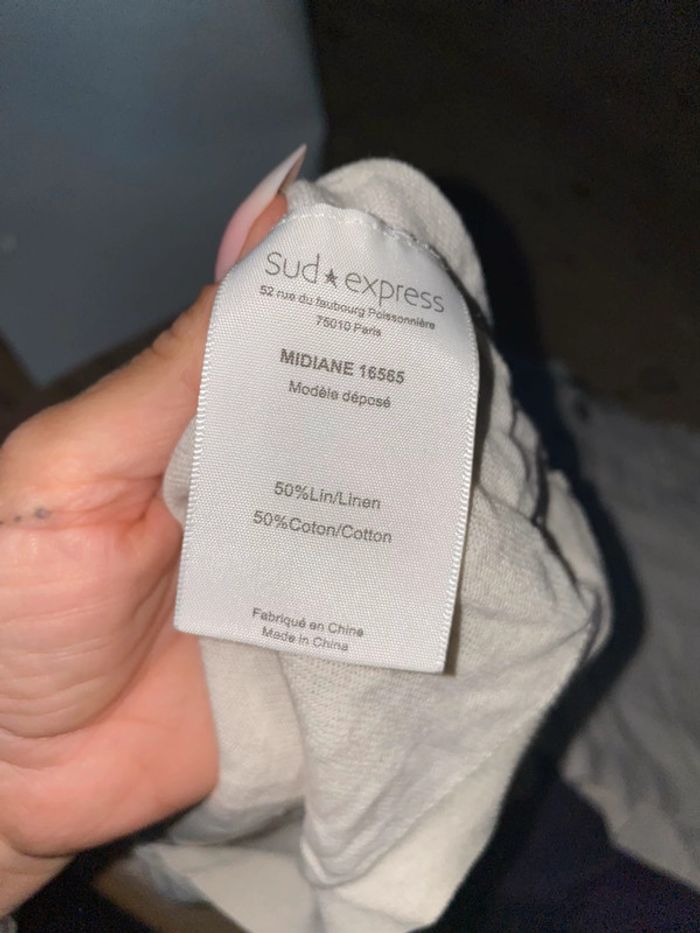 sud★express
52 rue du faubourg Poissonnière
75010 Paris
MIDIANE 16565
Modèle déposé
50%Lin/Linen
50%Coton/Cotton
Fabriqué en Chine
Made in China